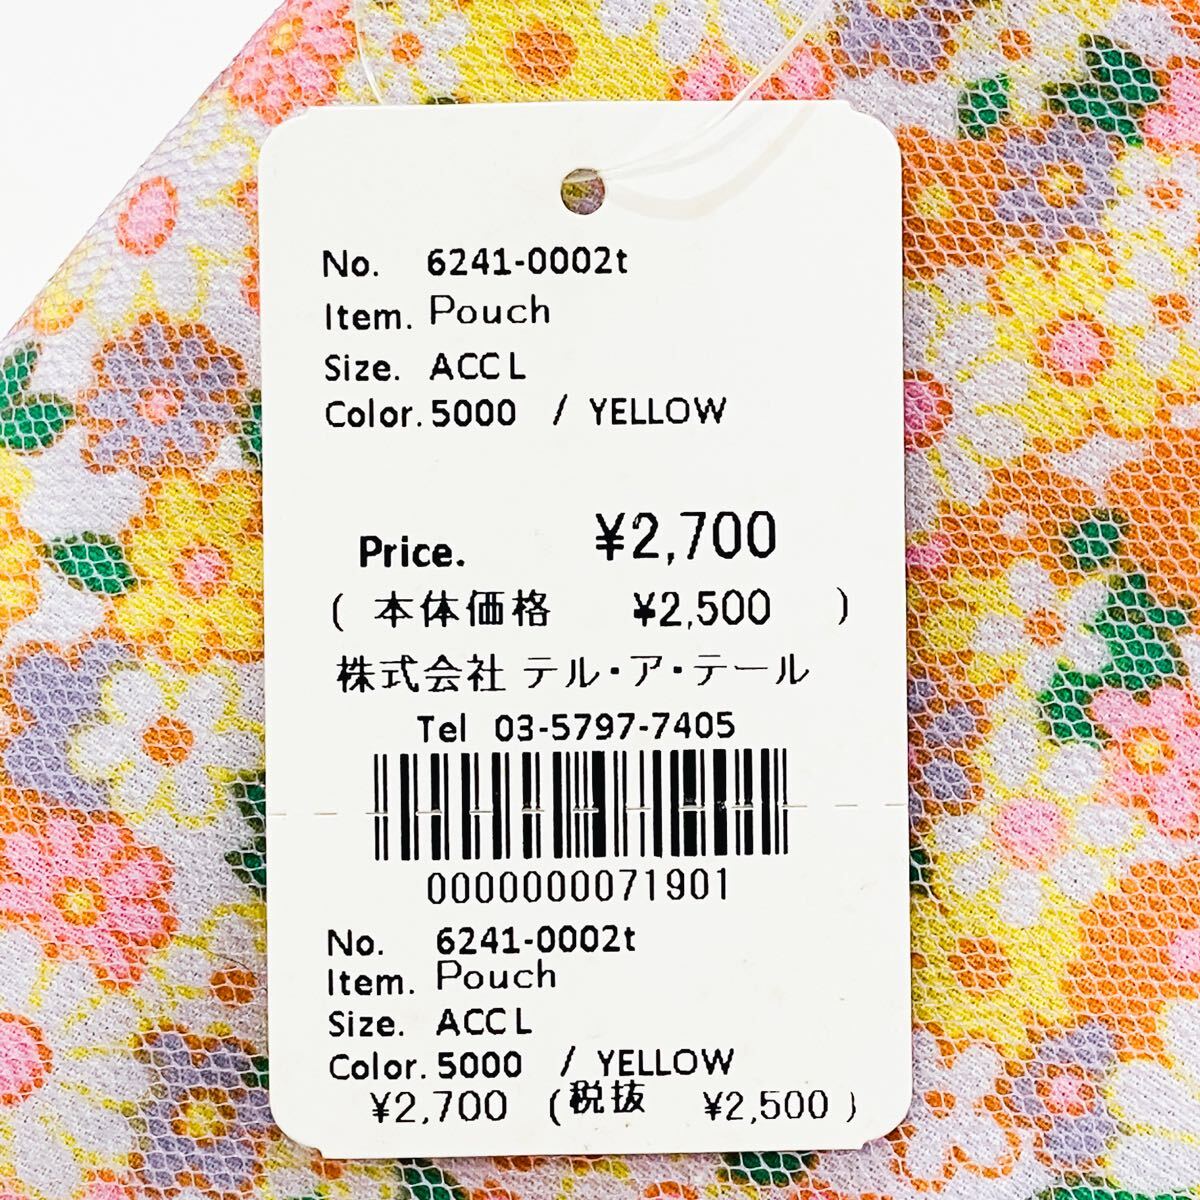 No. 6241-0002t
Item. Pouch
Size. ACC L
Color. 5000 / YELLOW
Price. ¥2,700
( 本体価格 ¥2,500 )
株式会社 テル・ア・テール
Tel 03-5797-7405
0000000071901
No. 6241-0002t
Item. Pouch
Size. ACC L
Color. 5000 / YELLOW
¥2,700 (税抜 ¥2,500 )